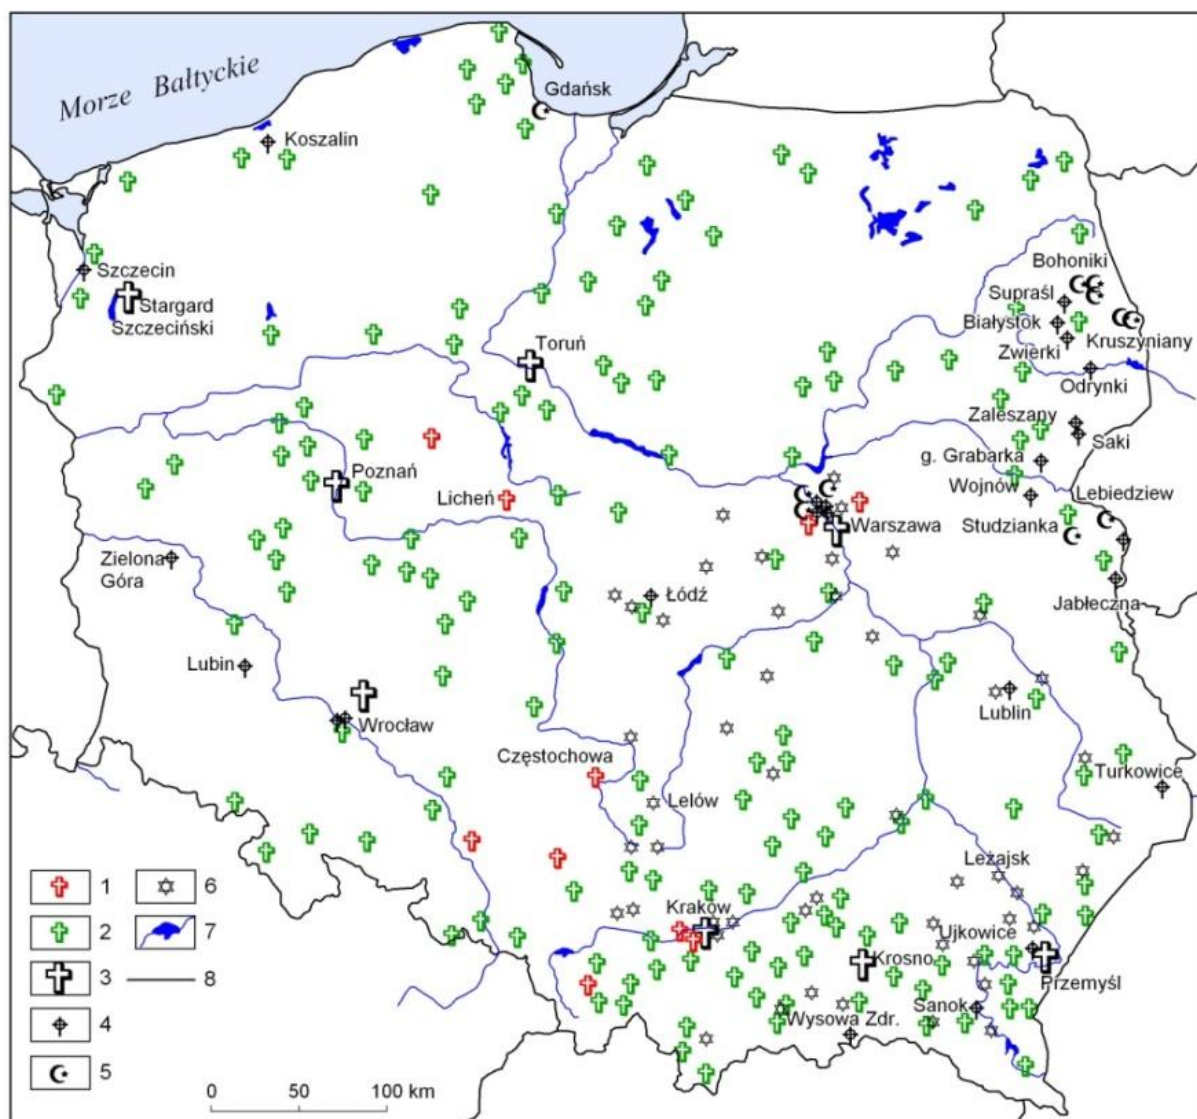 Morze Bałtyckie
Gdańsk
Koszalin
Szczecin
Stargard
Szczeciński
Bohoniki
Supraśl
Białystok
Kruszyniany
Zwierki
Odrynki
Toruń
Zaleszany
Saki
g. Grabarka
Poznań
Wojnów
Lebiedziew
Licheń
Warszawa
Studzianka
Zielona
Góra
Łódź
Jabłeczna
Lubin
Lublin
Wrocław
Częstochowa
Turkowice
Lelów
Leżajsk
1
6
Kraków
2
7
Ujkowice
Krosno
3
8
Przemyśl
Sanok
4
Wysowa Zdr.
5
0
50
100 km